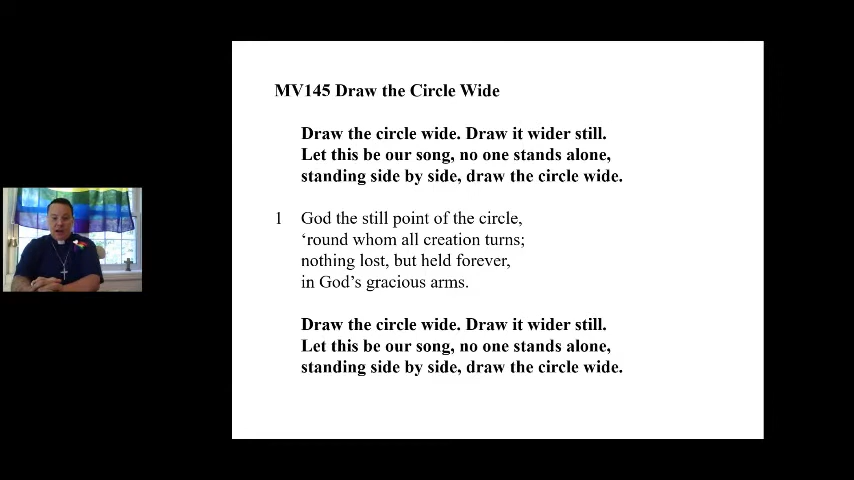 MV145 Draw the Circle Wide
Draw the circle wide. Draw it wider still.
Let this be our song, no one stands alone,
standing side by side, draw the circle wide.
1 God the still point of the circle,
‘round whom all creation turns;
nothing lost, but held forever,
in God’s gracious arms.
Draw the circle wide. Draw it wider still.
Let this be our song, no one stands alone,
standing side by side, draw the circle wide.